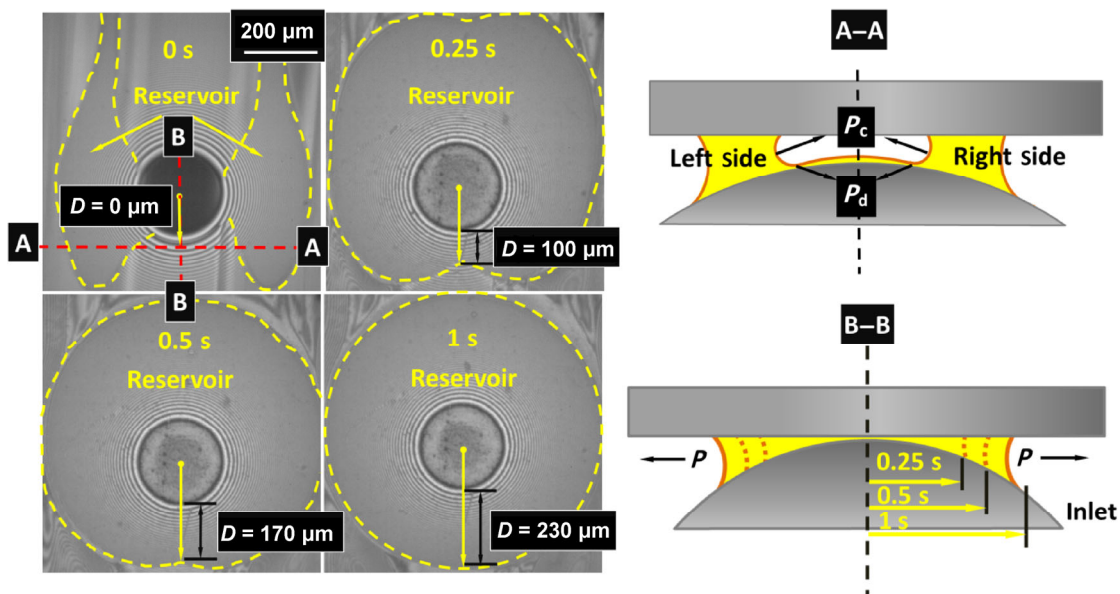 0 s
200 μm
Reservoir
B
D = 0 μm
A
A
B
0.25 s
Reservoir
D = 100 μm
0.5 s
Reservoir
D = 170 μm
1 s
Reservoir
D = 230 μm
A–A
Pc
Left side
Right side
Pd
B–B
P
P
0.25 s
0.5 s
1 s
Inlet